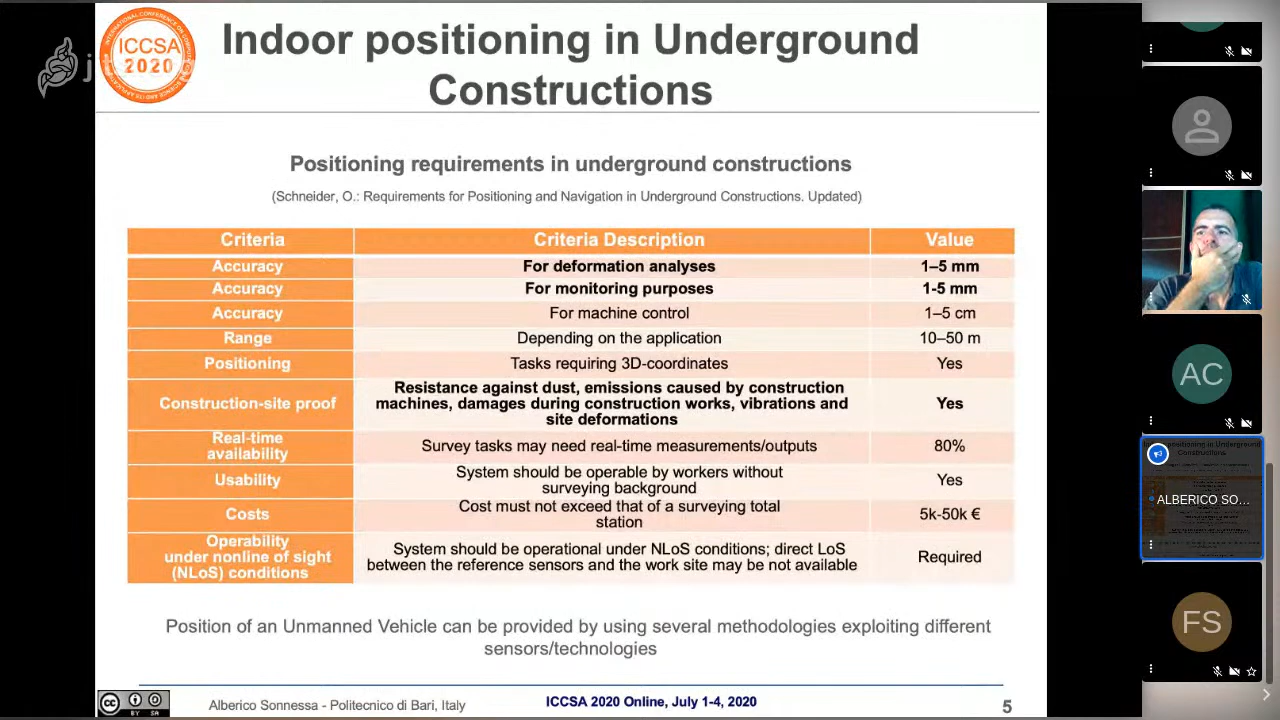 ICCSA
2020
Indoor positioning in Underground
Constructions
Positioning requirements in underground constructions
(Schneider, O.: Requirements for Positioning and Navigation in Underground Constructions. Updated)
Criteria Criteria Description Value
Accuracy For deformation analyses 1–5 mm
Accuracy For monitoring purposes 1-5 mm
Accuracy For machine control 1–5 cm
Range Depending on the application 10–50 m
Positioning Tasks requiring 3D-coordinates Yes
Construction-site proof Resistance against dust, emissions caused by construction
machines, damages during construction works, vibrations and
site deformations Yes
Real-time
availability Survey tasks may need real-time measurements/outputs 80%
Usability System should be operable by workers without
surveying background Yes
Costs Cost must not exceed that of a surveying total
station 5k-50k €
Operability
under nonline of sight
(NLoS) conditions System should be operational under NLoS conditions; direct LoS
between the reference sensors and the work site may be not available Required
Position of an Unmanned Vehicle can be provided by using several methodologies exploiting different
sensors/technologies
CC BY SA
Alberico Sonnessa - Politecnico di Bari, Italy
ICCSA 2020 Online, July 1-4, 2020
5
AC
ALBERICO SO...
FS